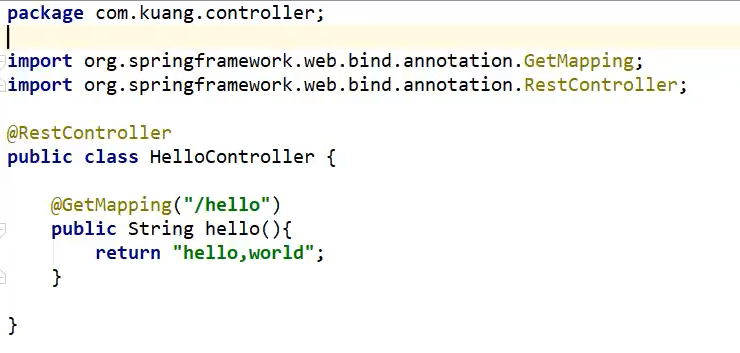 package com.kuang.controller;
import org.springframework.web.bind.annotation.GetMapping;
import org.springframework.web.bind.annotation.RestController;
@RestController
public class HelloController {
@GetMapping("/hello")
public String hello(){
return "hello,world";
}
}